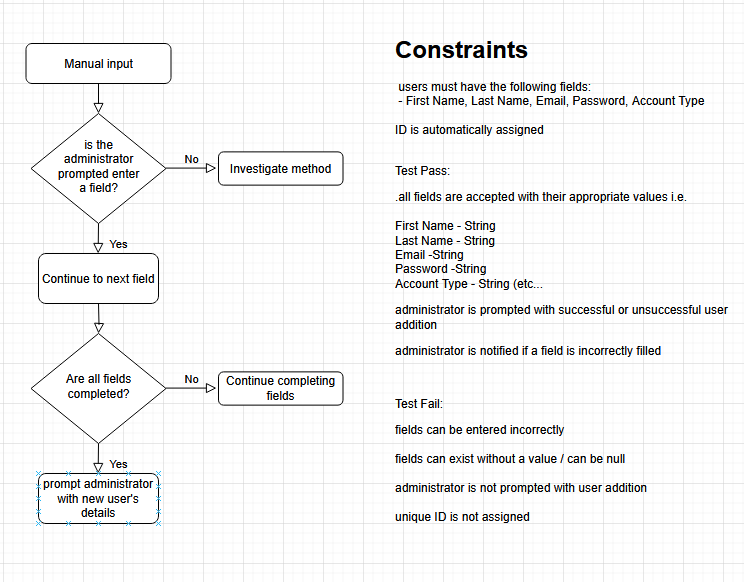 Manual input
is the
administrator
prompted enter
a field?
No
Investigate method
Yes
Continue to next field
Are all fields
completed?
No
Continue completing
fields
Yes
prompt administrator
with new user's
details
Constraints
users must have the following fields:
- First Name, Last Name, Email, Password, Account Type
ID is automatically assigned
Test Pass:
.all fields are accepted with their appropriate values i.e.
First Name - String
Last Name - String
Email -String
Password -String
Account Type - String (etc...
administrator is prompted with successful or unsuccessful user
addition
administrator is notified if a field is incorrectly filled
Test Fail:
fields can be entered incorrectly
fields can exist without a value / can be null
administrator is not prompted with user addition
unique ID is not assigned